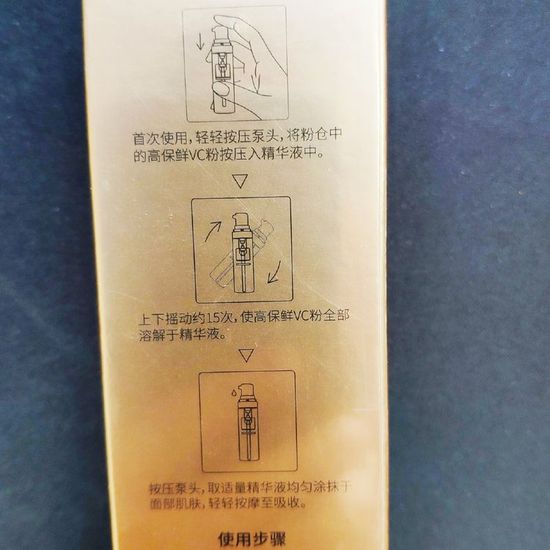 首次使用，轻轻按压泵头，将粉仓中
的高保鲜VC粉按压入精华液中。
上下摇动约15次，使高保鲜VC粉全部
溶解于精华液。
按压泵头，取适量精华液均匀涂抹于
面部肌肤，轻轻按摩至吸收。
使用步骤